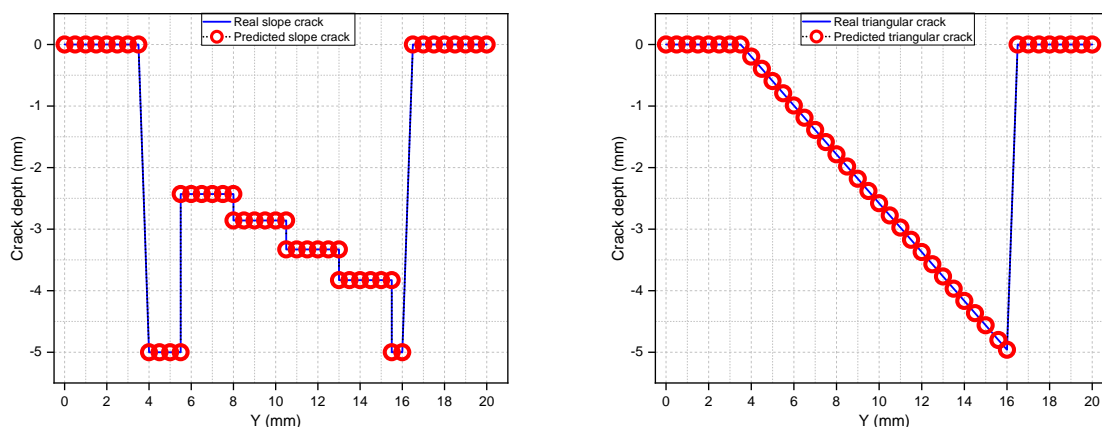 Real slope crack
Predicted slope crack
0
-1
-2
-3
-4
-5
Crack depth (mm)
0 2 4 6 8 10 12 14 16 18 20
Y (mm)
Real triangular crack
Predicted triangular crack
0
-1
-2
-3
-4
-5
Crack depth (mm)
0 2 4 6 8 10 12 14 16 18 20
Y (mm)